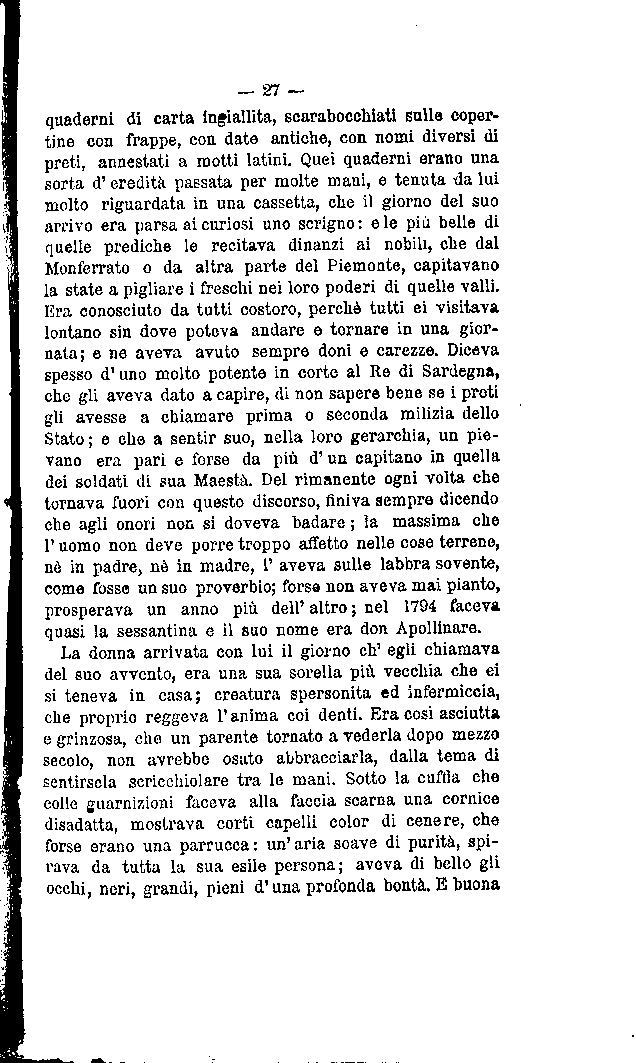 — 27 —
quaderni di carta ingiallita, scarabocchiati sulle coper-
tine con frappe, con date antiche, con nomi diversi di
preti, annestati a motti latini. Quei quaderni erano una
sorta d' eredità passata per molte mani, e tenuta da lui
molto riguardata in una cassetta, che il giorno del suo
arrivo era parsa ai curiosi uno scrigno: e le più belle di
quelle prediche le recitava dinanzi ai nobili, che dal
Monferrato o da altra parte del Piemonte, capitavano
la state a pigliare i freschi nei loro poderi di quelle valli.
Era conosciuto da tutti costoro, perchè tutti ei visitava
lontano sin dove poteva andare e tornare in una gior-
nata; e ne aveva avuto sempre doni e carezze. Diceva
spesso d' uno molto potente in corte al Re di Sardegna,
che gli aveva dato a capire, di non sapere bene se i preti
gli avesse a chiamare prima o seconda milizia dello
Stato; e che a sentir suo, nella loro gerarchia, un pie-
vano era pari e forse da più d' un capitano in quella
dei soldati di sua Maestà. Del rimanente ogni volta che
tornava fuori con questo discorso, finiva sempre dicendo
che agli onori non si doveva badare; la massima che
l' uomo non deve porre troppo affetto nelle cose terrene,
nè in padre, nè in madre, l' aveva sulle labbra sovente,
come fosse un suo proverbio; forse non aveva mai pianto,
prosperava un anno più dell' altro; nel 1794 faceva
quasi la sessantina e il suo nome era don Apollinare.
La donna arrivata con lui il giorno ch' egli chiamava
del suo avvento, era una sua sorella più vecchia che ei
si teneva in casa; creatura spersonita ed infermiccia,
che proprio reggeva l'anima coi denti. Era così asciutta
e grinzosa, che un parente tornato a vederla dopo mezzo
secolo, non avrebbe osato abbracciarla, dalla tema di
sentirsela scricchiolare tra le mani. Sotto la cuffia che
colle guarnizioni faceva alla faccia scarna una cornice
disadatta, mostrava corti capelli color di cenere, che
forse erano una parrucca: un' aria soave di purità, spi-
rava da tutta la sua esile persona; aveva di bello gli
occhi, neri, grandi, pieni d' una profonda bontà. E buona